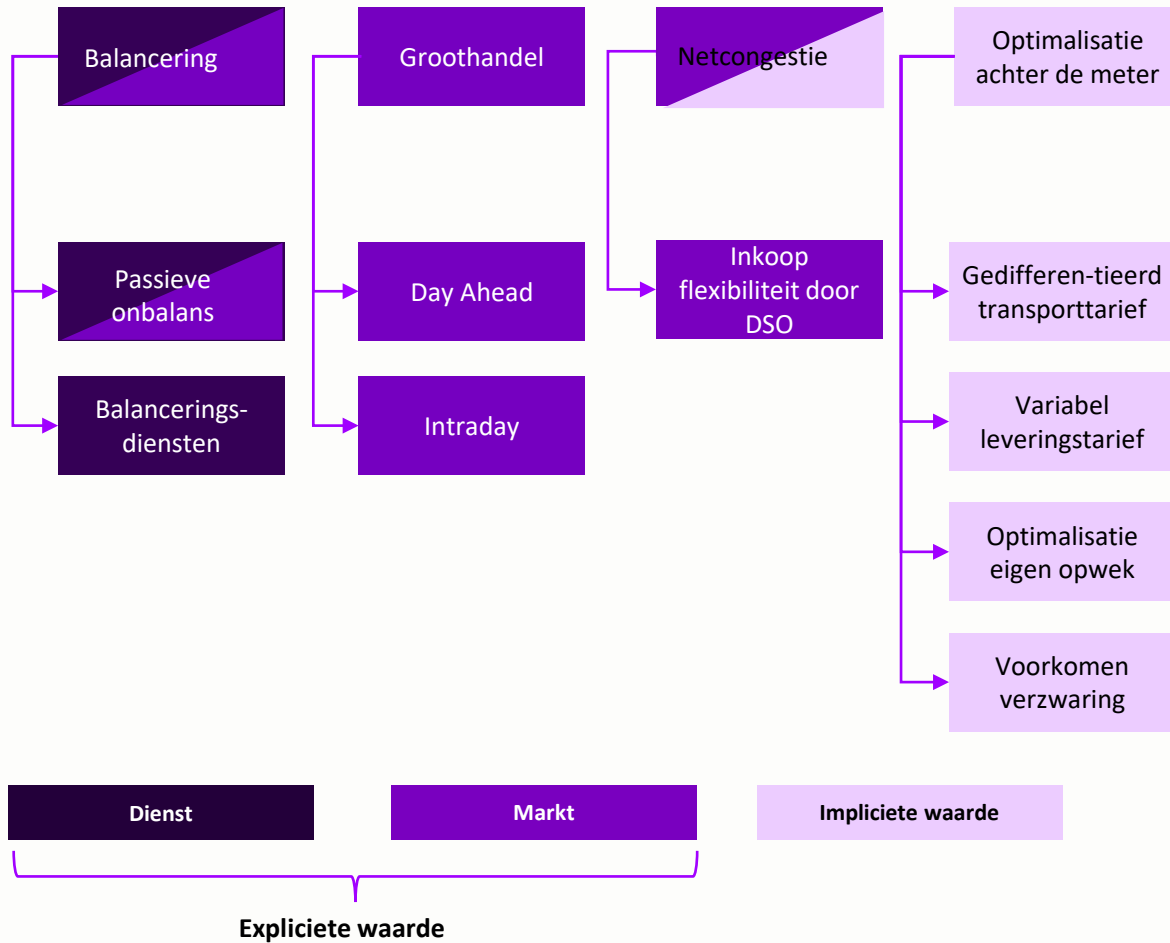 Balancering
Groothandel
Netcongestie
Optimalisatie
achter de meter
Passieve
onbalans
Day Ahead
Inkoop
flexibiliteit door
DSO
Gedifferen-tieerd
transporttarief
Balancerings-
diensten
Intraday
Variabel
leveringstarief
Optimalisatie
eigen opwek
Voorkomen
verzwaring
Dienst
Markt
Impliciete waarde
Expliciete waarde